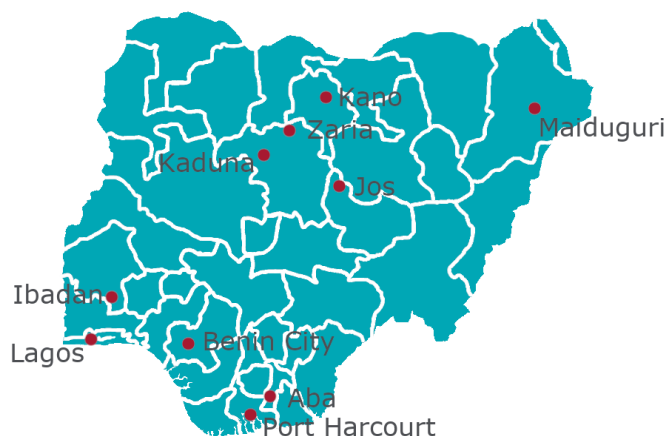 Kano
Maiduguri
Zaria
Kaduna
Jos
Ibadan
Lagos
Benin City
Aba
Port Harcourt